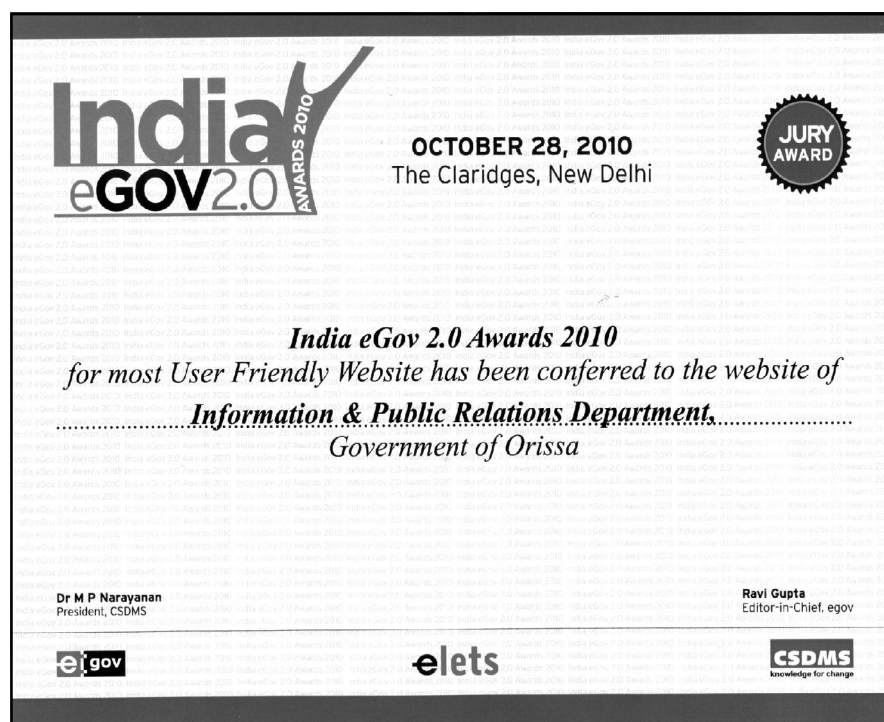 India
eGOV2.0
AWARDS 2010
OCTOBER 28, 2010
The Claridges, New Delhi
JURY
AWARD
India eGov 2.0 Awards 2010
for most User Friendly Website has been conferred to the website of
Information & Public Relations Department,
Government of Orissa
Dr M P Narayanan
President, CSDMS
Ravi Gupta
Editor-in-Chief, egov
e gov
elets
CSDMS
knowledge for change